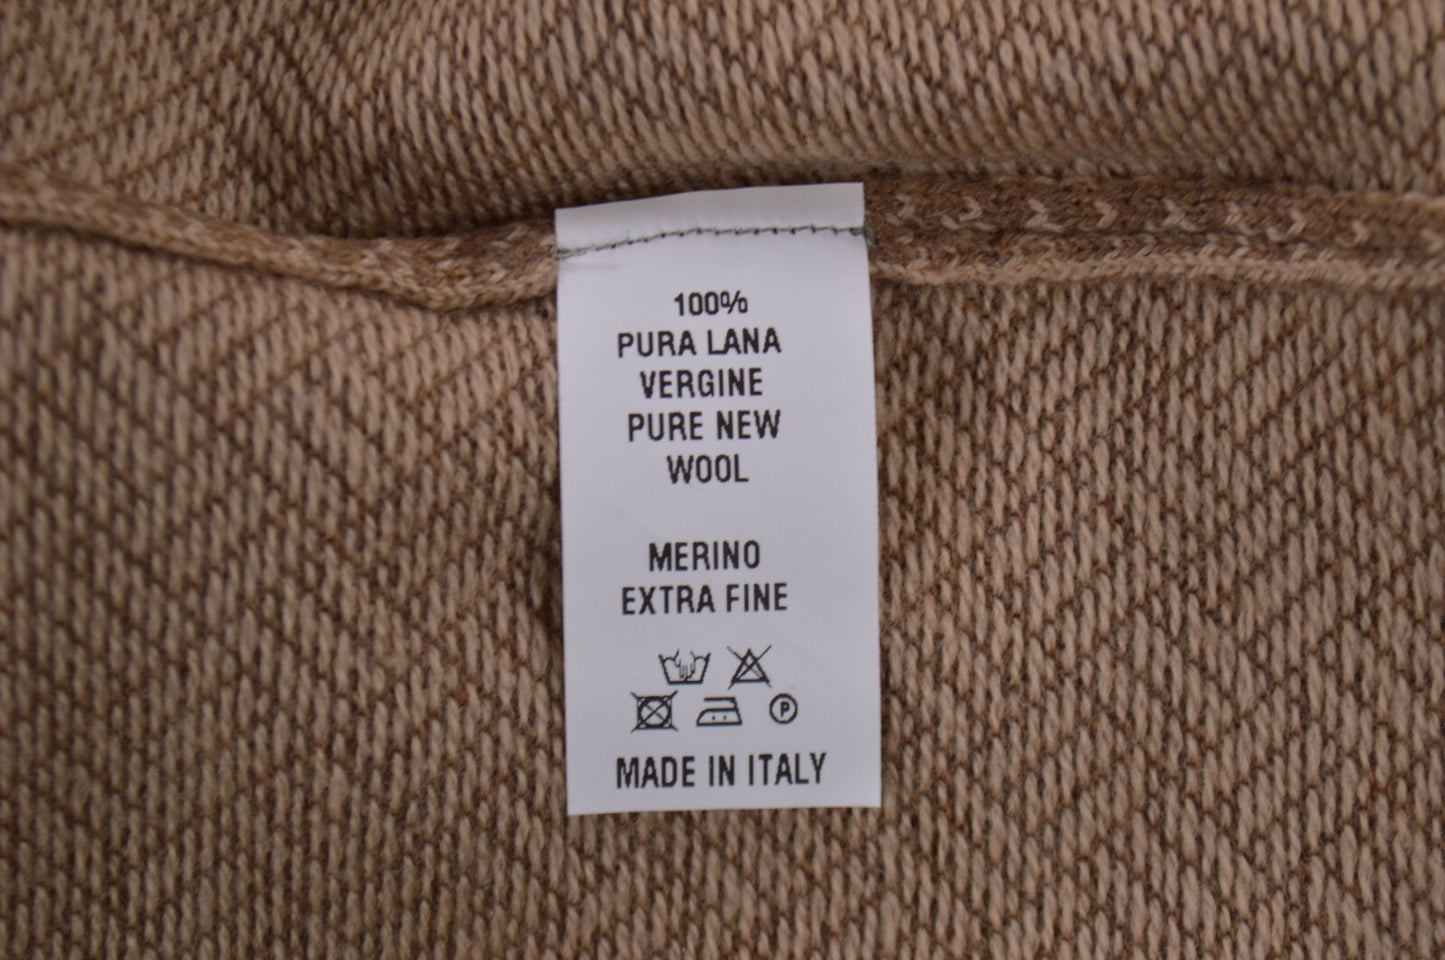 100%
PURA LANA
VERGINE
PURE NEW
WOOL
MERINO
EXTRA FINE
P
MADE IN ITALY